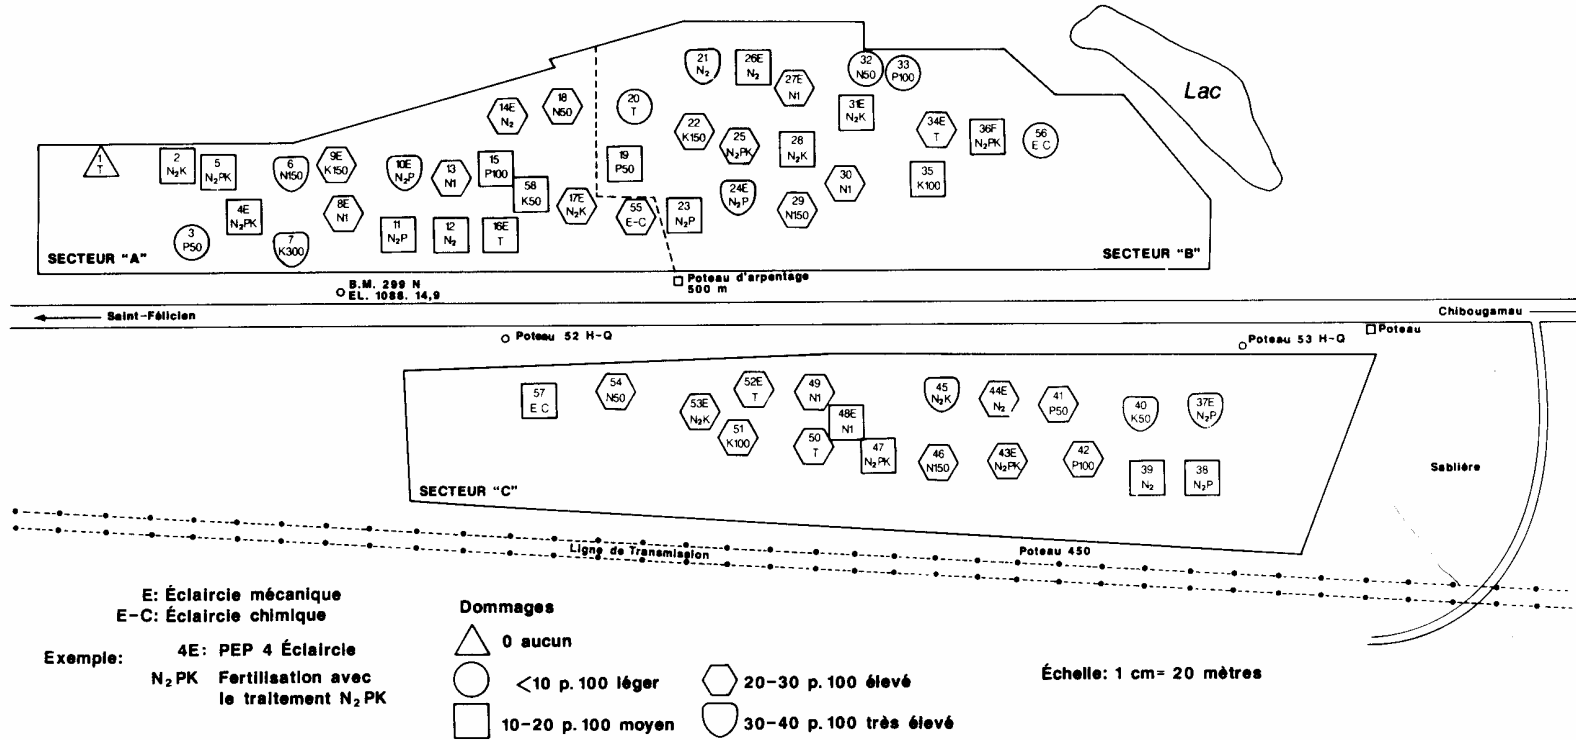 Lac
21
N₂
26E
N₂
27E
N1
32
N50
33
P100
14E
N₂
18
N50
20
T
22
K150
25
N₂PK
28
N₂K
31E
N₂K
34E
T
36F
N₂PK
56
E C
1
T
2
N₂K
5
N₂PK
6
N150
9E
K150
10E
N₂P
13
N1
15
P100
58
K50
19
P50
30
N1
35
K100
3
P50
4E
N₂PK
7
K300
8E
N1
11
N₂P
12
N₂
16E
T
17E
N₂K
55
E-C
23
N₂P
24E
N₂P
29
N150
SECTEUR "A"
SECTEUR "B"
B.M. 299 N
EL. 1088. 14,9
Poteau d'arpentage
500 m
Saint-Félicien
Chibougamau
Poteau 52 H-Q
Poteau 53 H-Q
Poteau
57
E C
54
N50
53E
N₂K
52E
T
51
K100
49
N1
48E
N1
50
T
47
N₂PK
45
N₂K
44E
N₂
41
P50
40
K50
37E
N₂P
46
N150
43E
N₂PK
42
P100
39
N₂
38
N₂P
SECTEUR "C"
Sablière
Ligne de Transmission
Poteau 450
E: Éclaircie mécanique
E-C: Éclaircie chimique
Exemple: 4E: PEP 4 Éclaircie
N₂PK Fertilisation avec
le traitement N₂PK
Dommages
0 aucun
<10 p.100 léger
10-20 p.100 moyen
20-30 p.100 élevé
30-40 p.100 très élevé
Échelle: 1 cm= 20 mètres